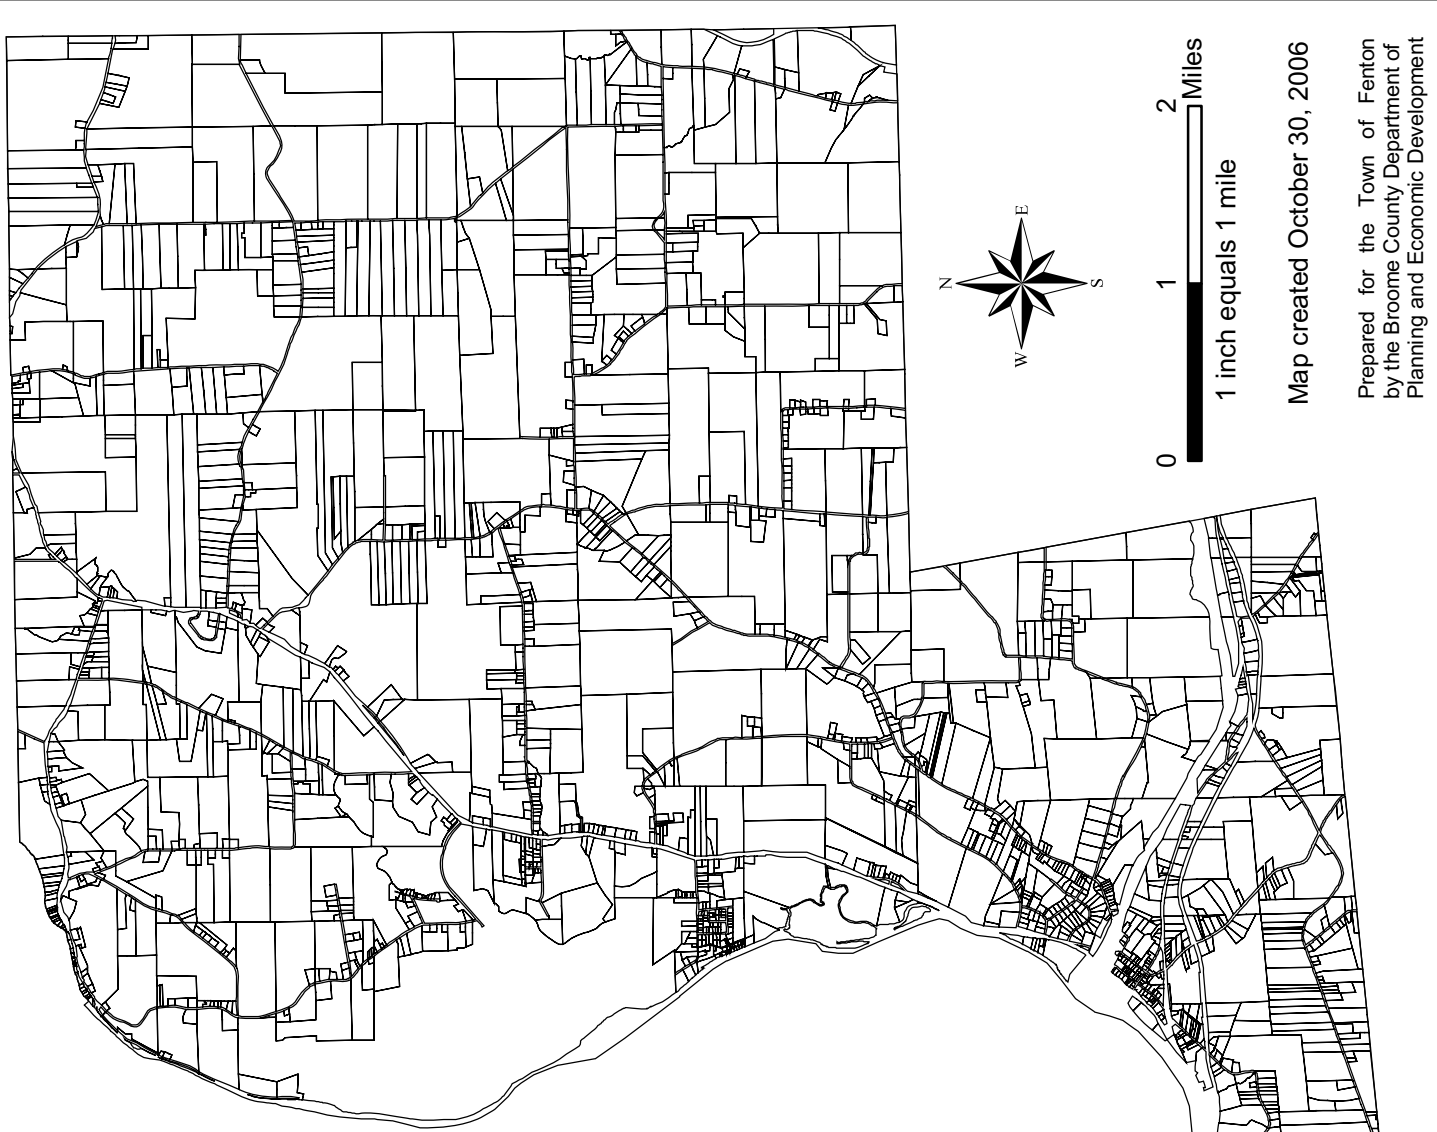 N
E
S
W
0 1 2 Miles
1 inch equals 1 mile
Map created October 30, 2006
Prepared for the Town of Fenton
by the Broome County Department of
Planning and Economic Development